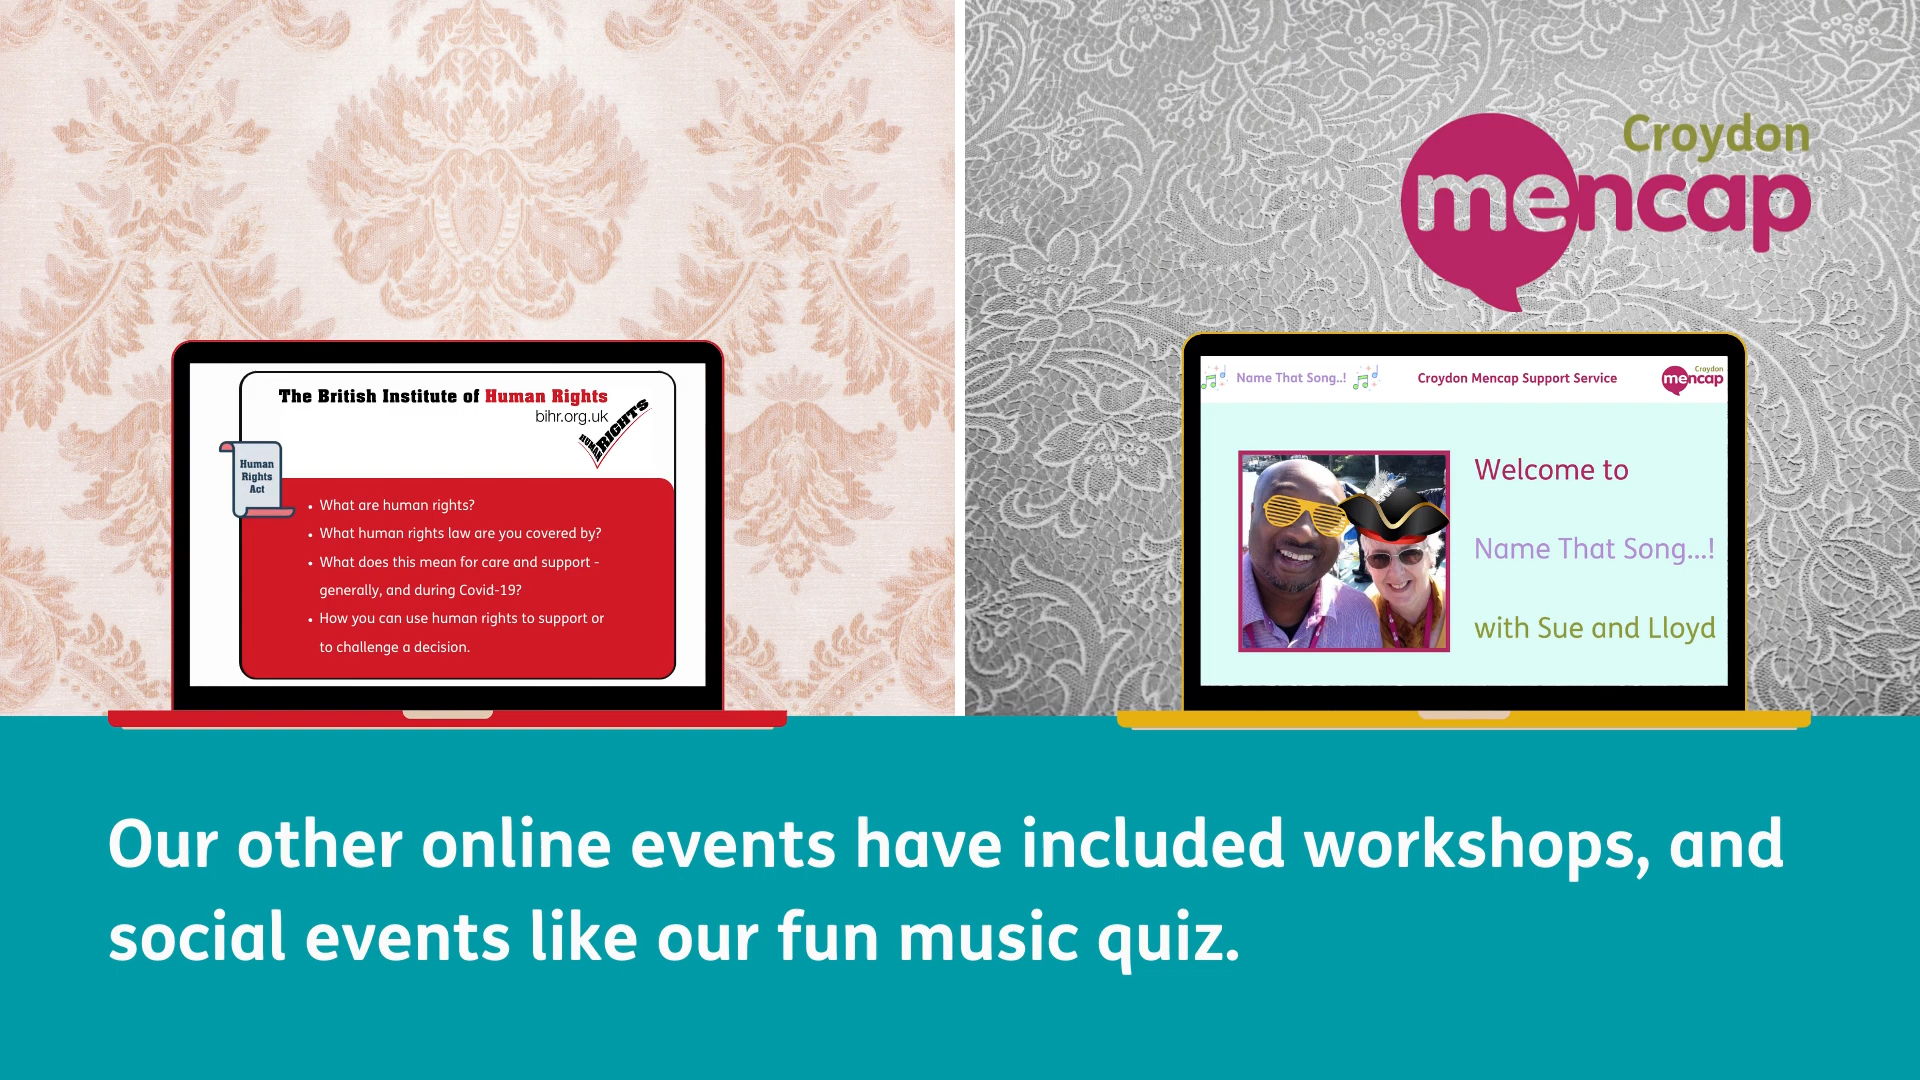 The British Institute of Human Rights
bihr.org.uk
HUMAN RIGHTS
Human
Rights
Act
• What are human rights?
• What human rights law are you covered by?
• What does this mean for care and support -
generally, and during Covid-19?
• How you can use human rights to support or
to challenge a decision.
Croydon
mencap
Name That Song..!
Croydon Mencap Support Service
Croydon
mencap
Welcome to
Name That Song...!
with Sue and Lloyd
Our other online events have included workshops, and
social events like our fun music quiz.